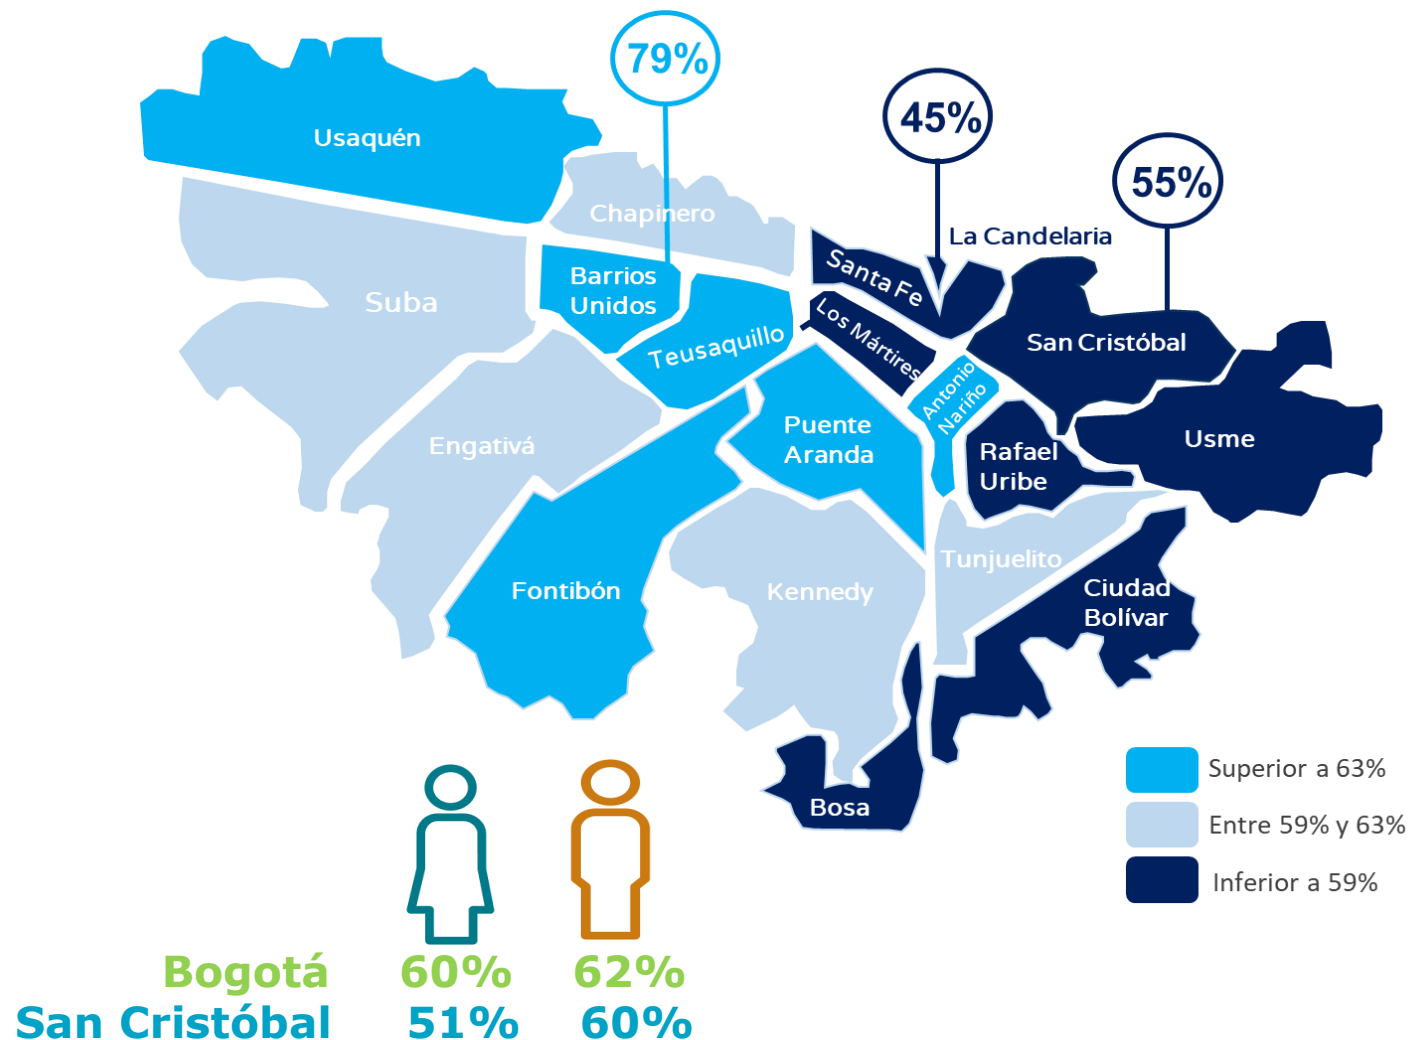 79%
45%
55%
Usaquén
Chapinero
La Candelaria
Santa Fe
Barrios
Unidos
Suba
Teusaquillo
Los Mártires
San Cristóbal
Antonio
Nariño
Puente
Aranda
Engativá
Rafael
Uribe
Usme
Tunjuelito
Fontibón
Kennedy
Ciudad
Bolívar
Bosa
Superior a 63%
Entre 59% y 63%
Inferior a 59%
Bogotá 60% 62%
San Cristóbal 51% 60%